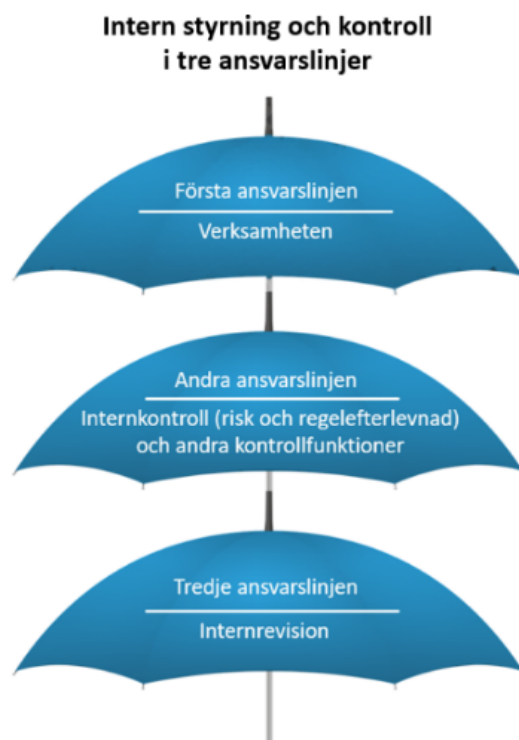 Intern styrning och kontroll
i tre ansvarslinjer
Första ansvarslinjen
Verksamheten
Andra ansvarslinjen
Internkontroll (risk och regelefterlevnad)
och andra kontrollfunktioner
Tredje ansvarslinjen
Internrevision